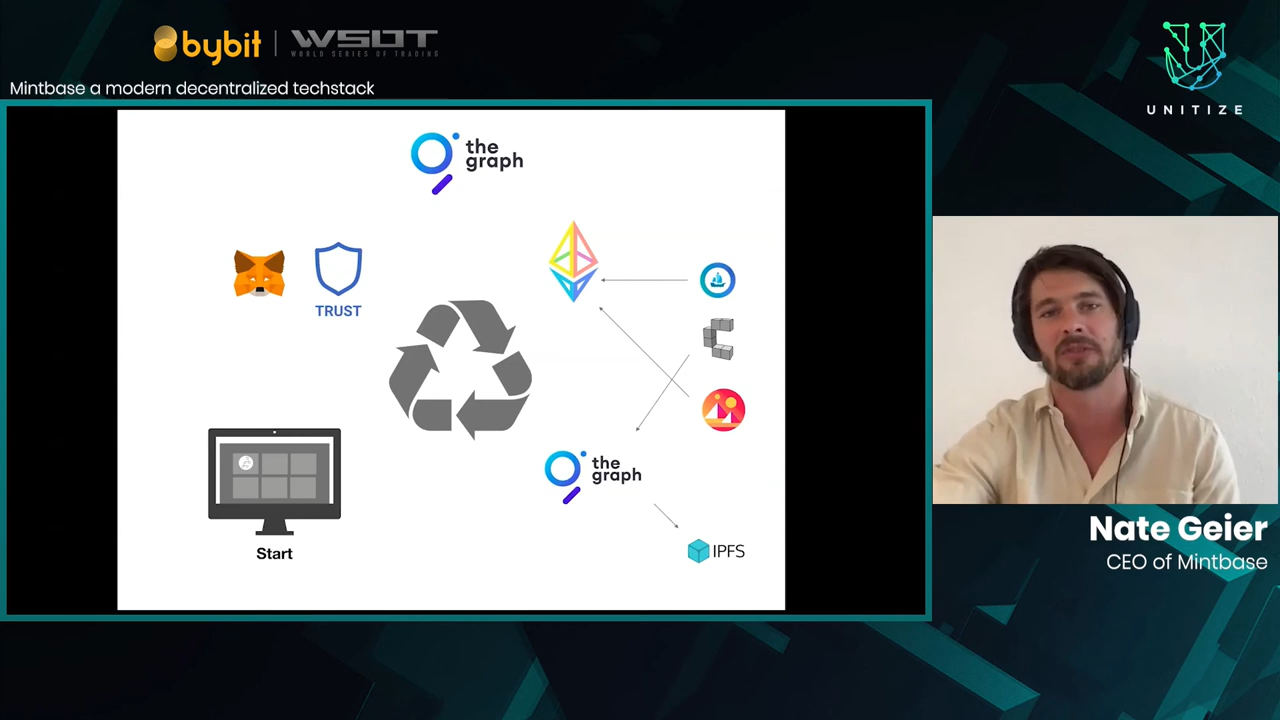 bybit
WSOT
WORLD SERIES OF TRADING
Mintbase a modern decentralized techstack
UNITIZE
the
graph
TRUST
the
graph
IPFS
Start
Nate Geier
CEO of Mintbase